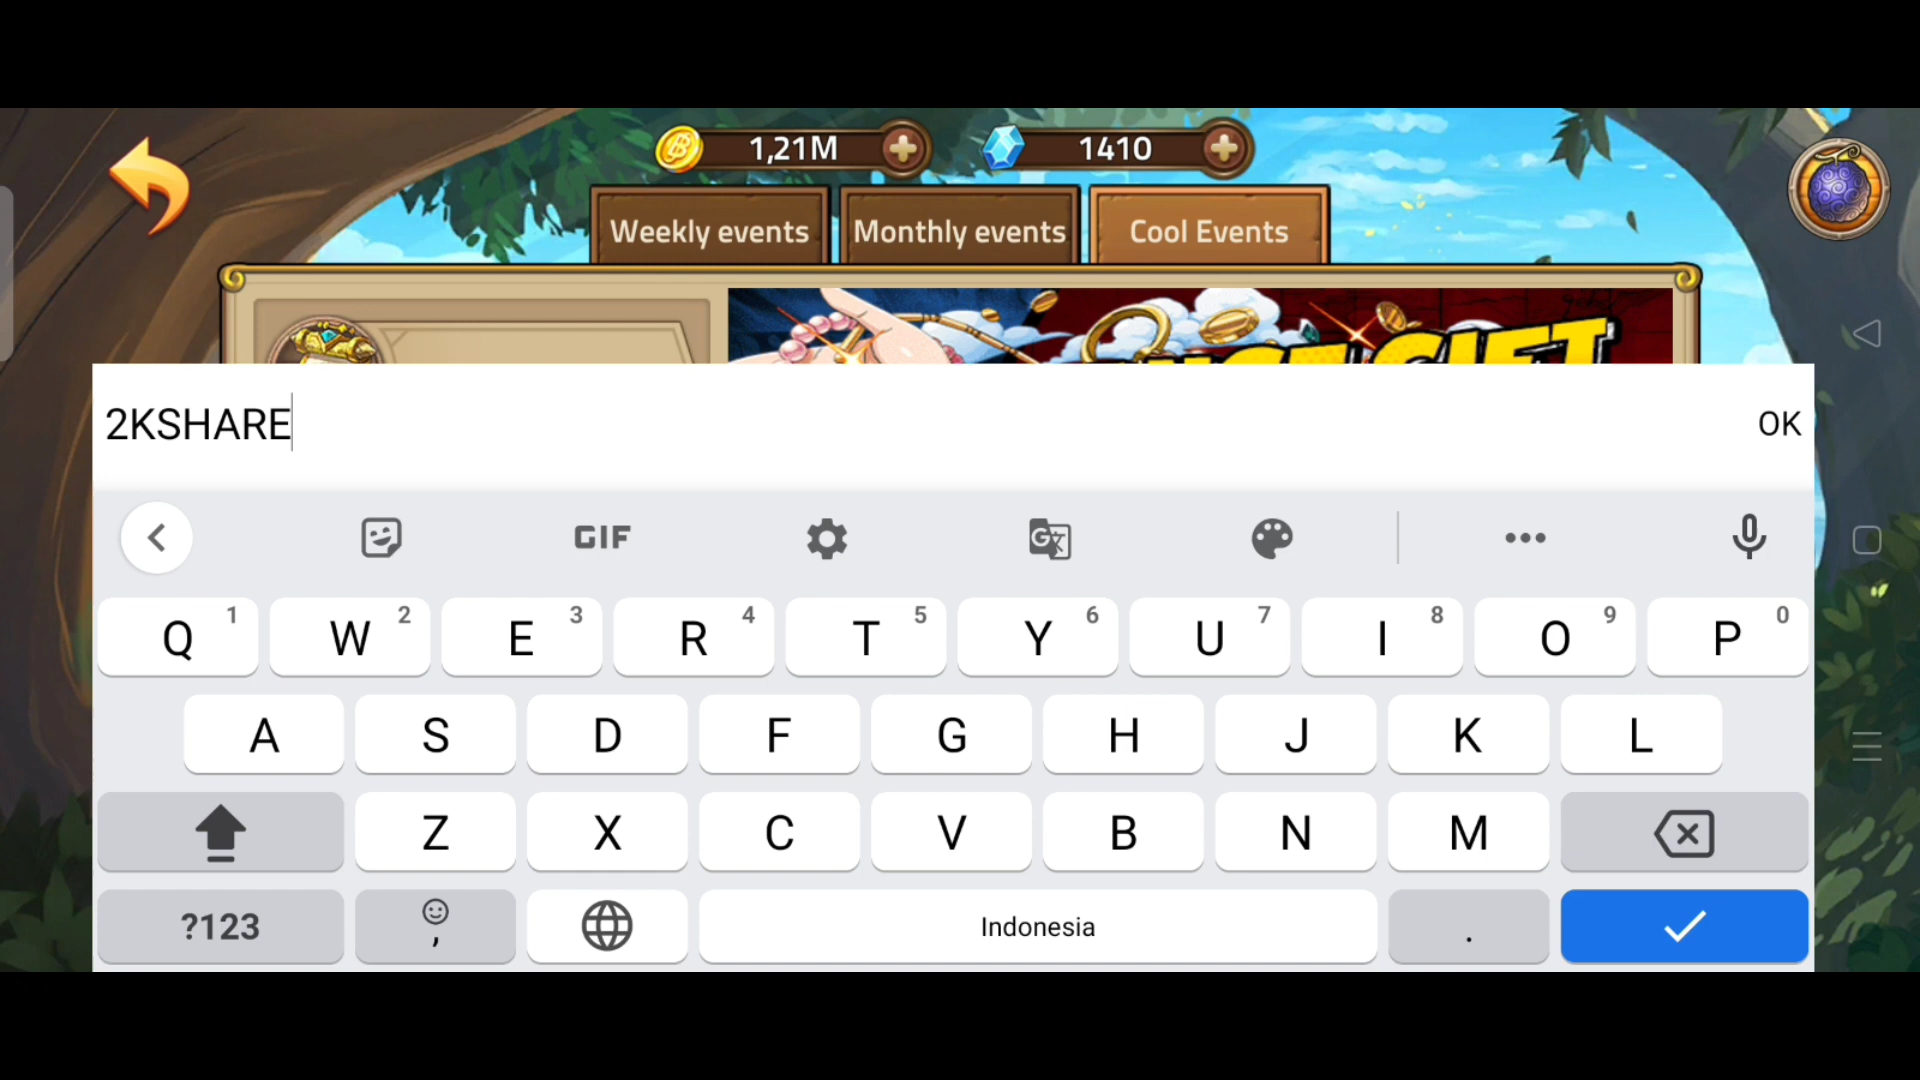 1,21M
1410
Weekly events
Monthly events
Cool Events
GIFT
2KSHARE
OK
GIF
Q 1 W 2 E 3 R 4 T 5 Y 6 U 7 I 8 O 9 P 0
A S D F G H J K L
Z X C V B N M
?123 , Indonesia .